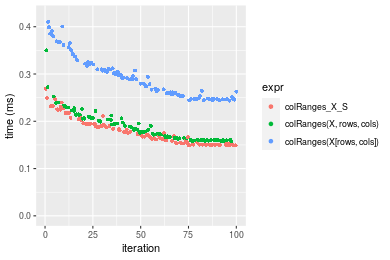 0.4
0.3
0.2
0.1
0.0
time (ms)
0
25
50
75
100
iteration
expr
colRanges_X_S
colRanges(X, rows, cols)
colRanges(X[rows, cols])